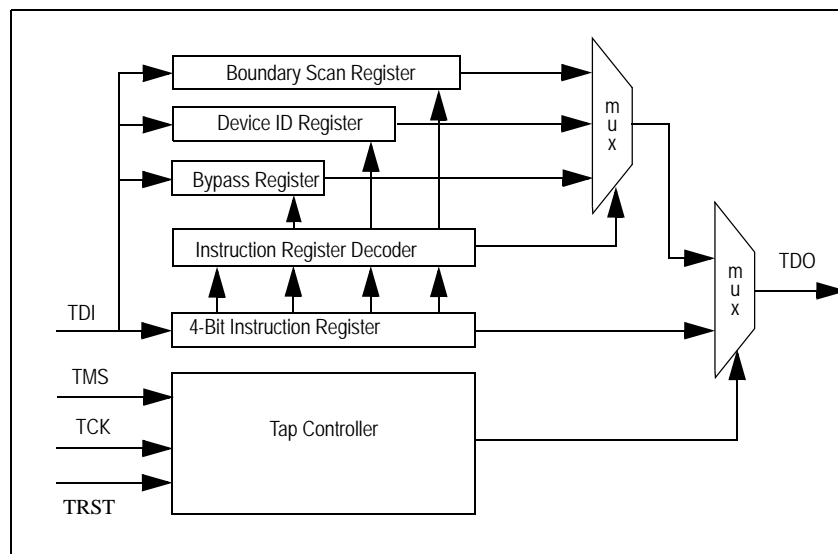 Boundary Scan Register
Device ID Register
Bypass Register
Instruction Register Decoder
4-Bit Instruction Register
Tap Controller
TDI
TMS
TCK
TRST
m
u
x
m
u
x
TDO